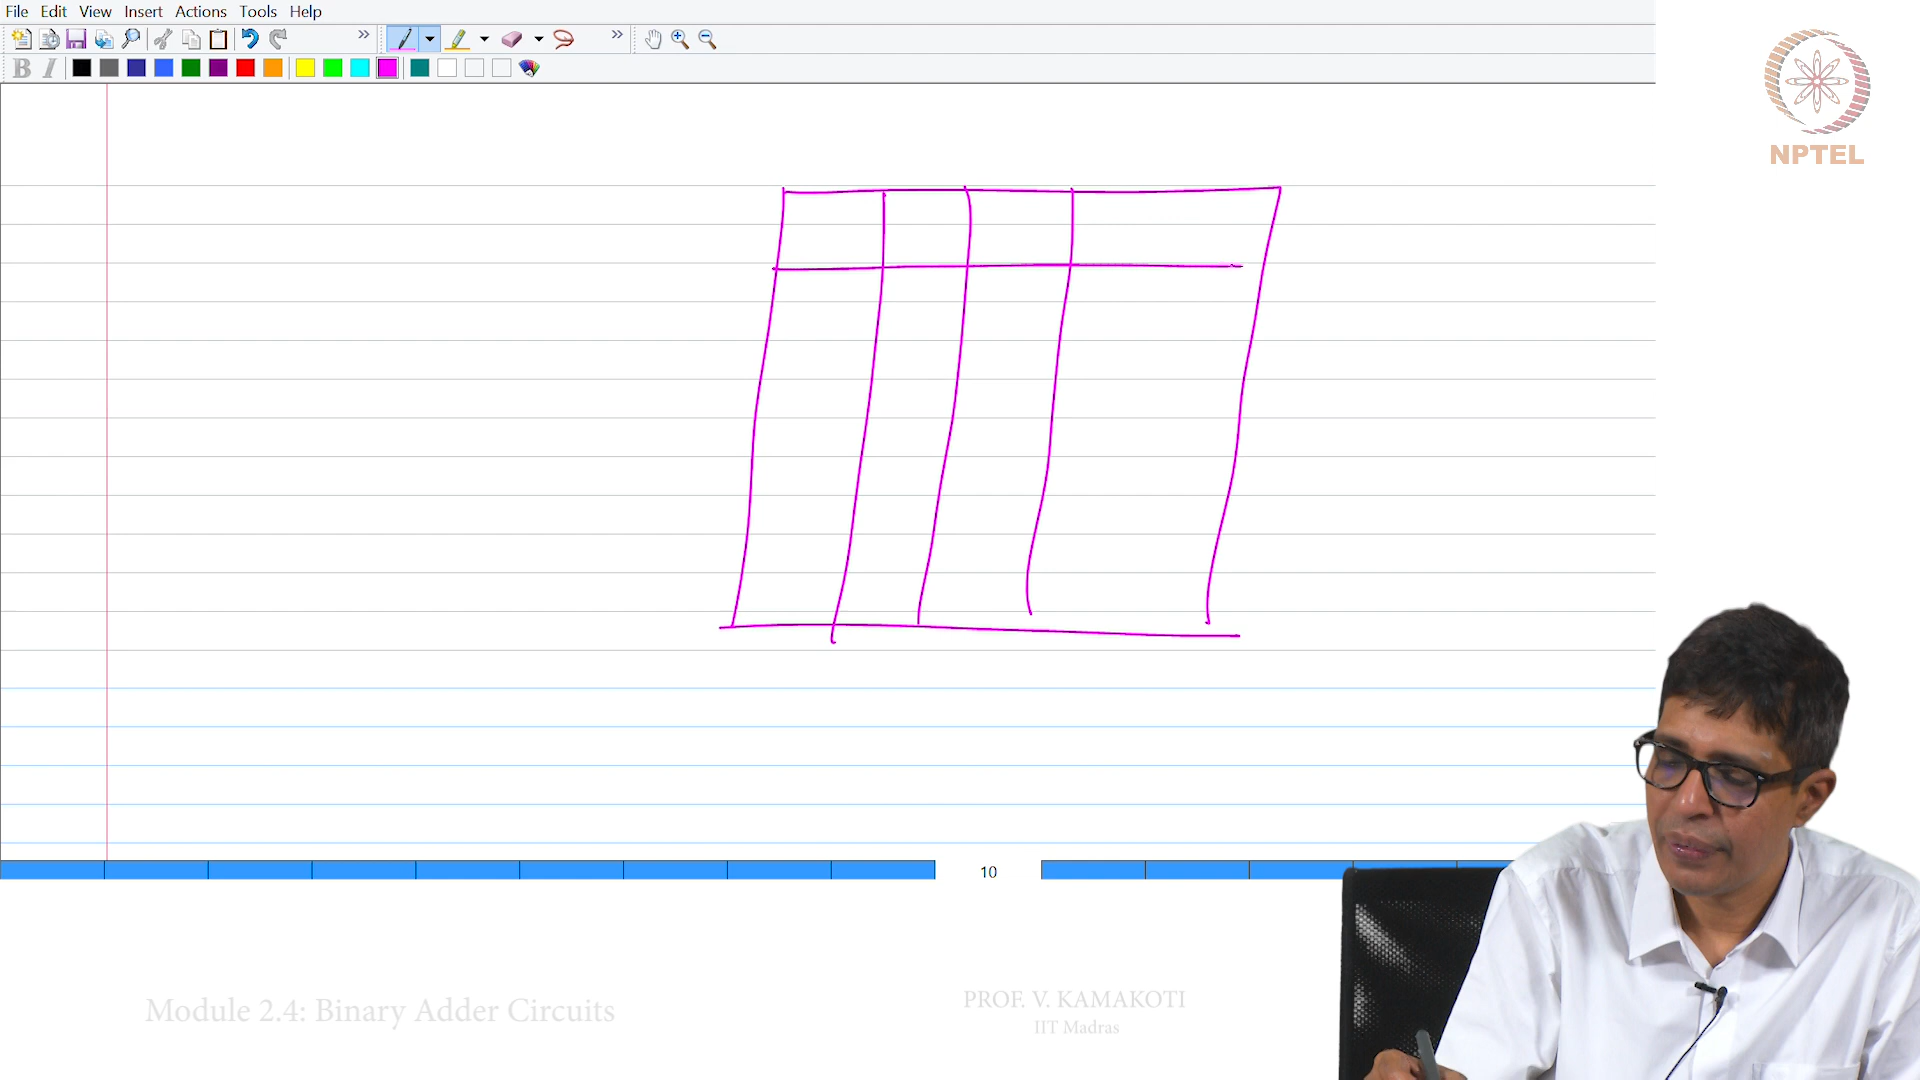 File Edit View Insert Actions Tools Help
B I
NPTEL
10
Module 2.4: Binary Adder Circuits
PROF. V. KAMAKOTI
IIT Madras